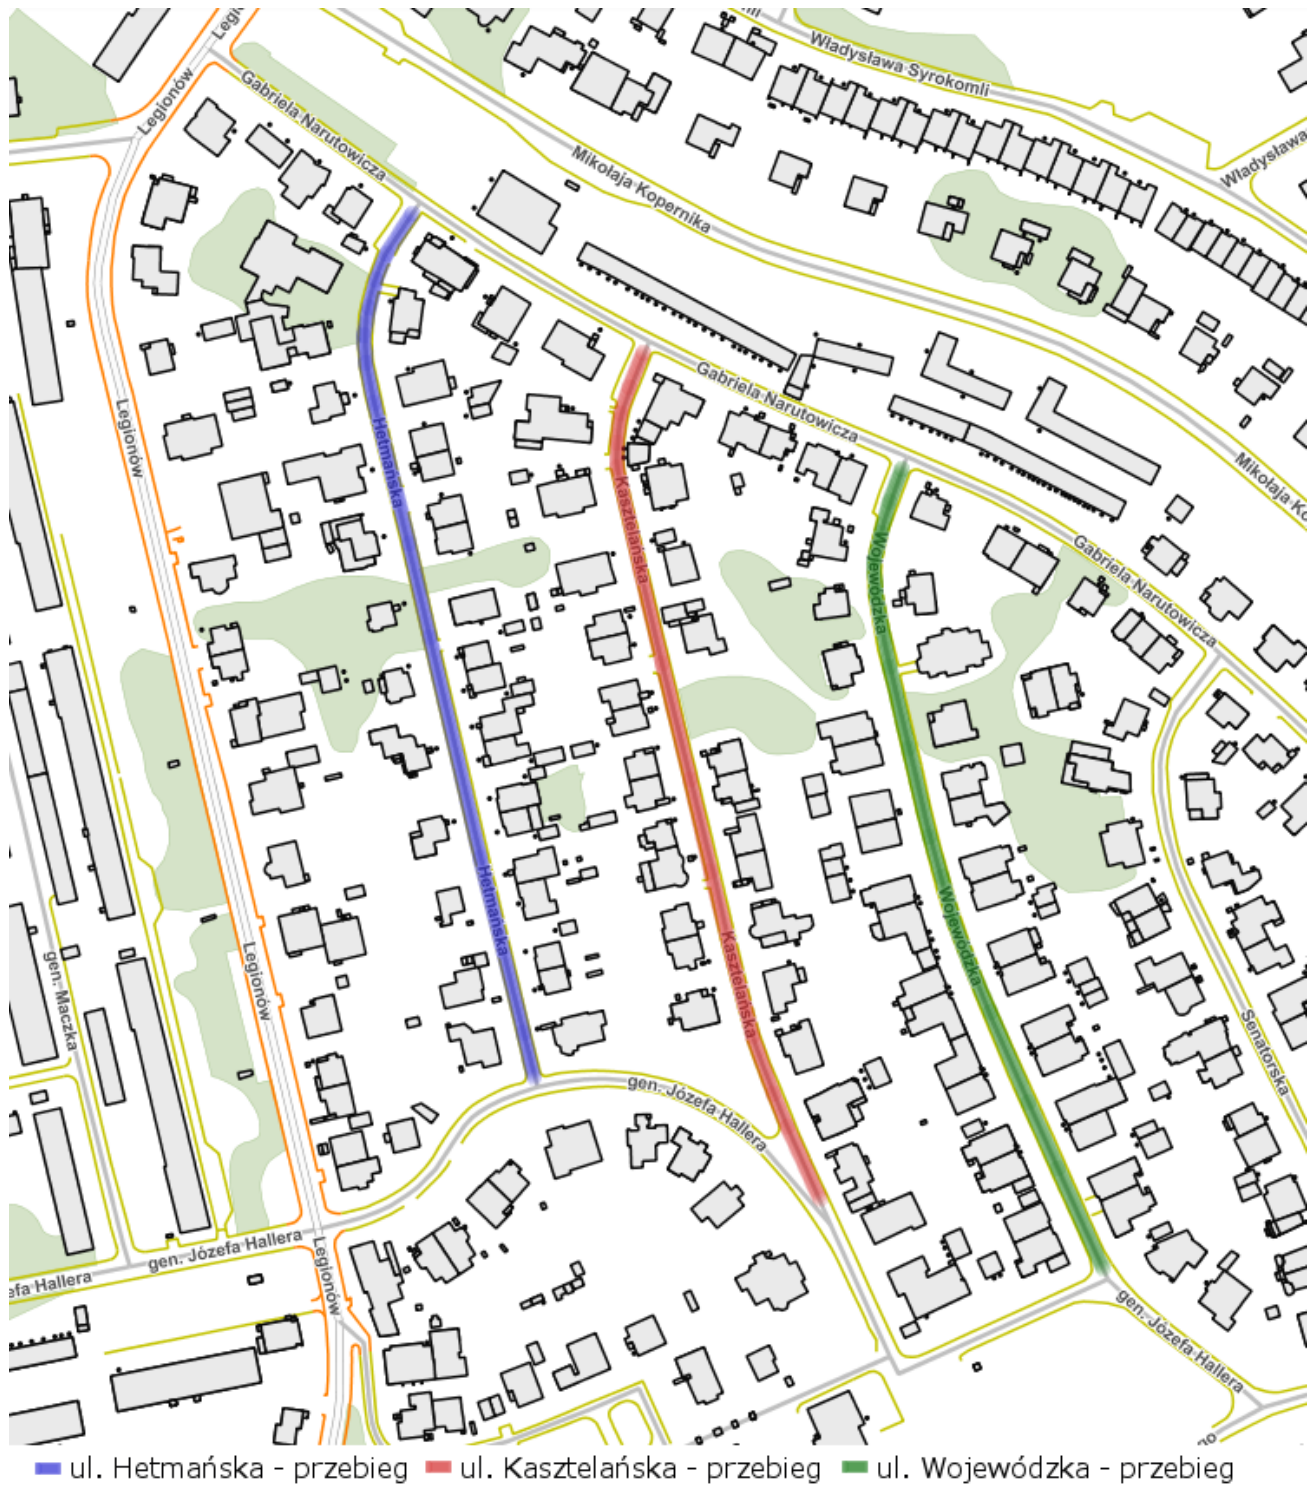 Legionów
Władysława Syrokomli
Gabriela Narutowicza
Legionów
Mikołaja Kopernika
Władysława
Legionów
Gabriela Narutowicza
Hetmańska
Kasztelańska
Mikołaja Ko
Wojewódzka
Gabriela Narutowicza
Hetmańska
Wojewódzka
Kasztelańska
Legionów
gen. Maczka
Senatorska
gen. Józefa Hallera
gen. Józefa Hallera
Legionów
efa Hallera
gen. Józefa Hallera
ul. Hetmańska - przebieg ul. Kasztelańska - przebieg ul. Wojewódzka - przebieg